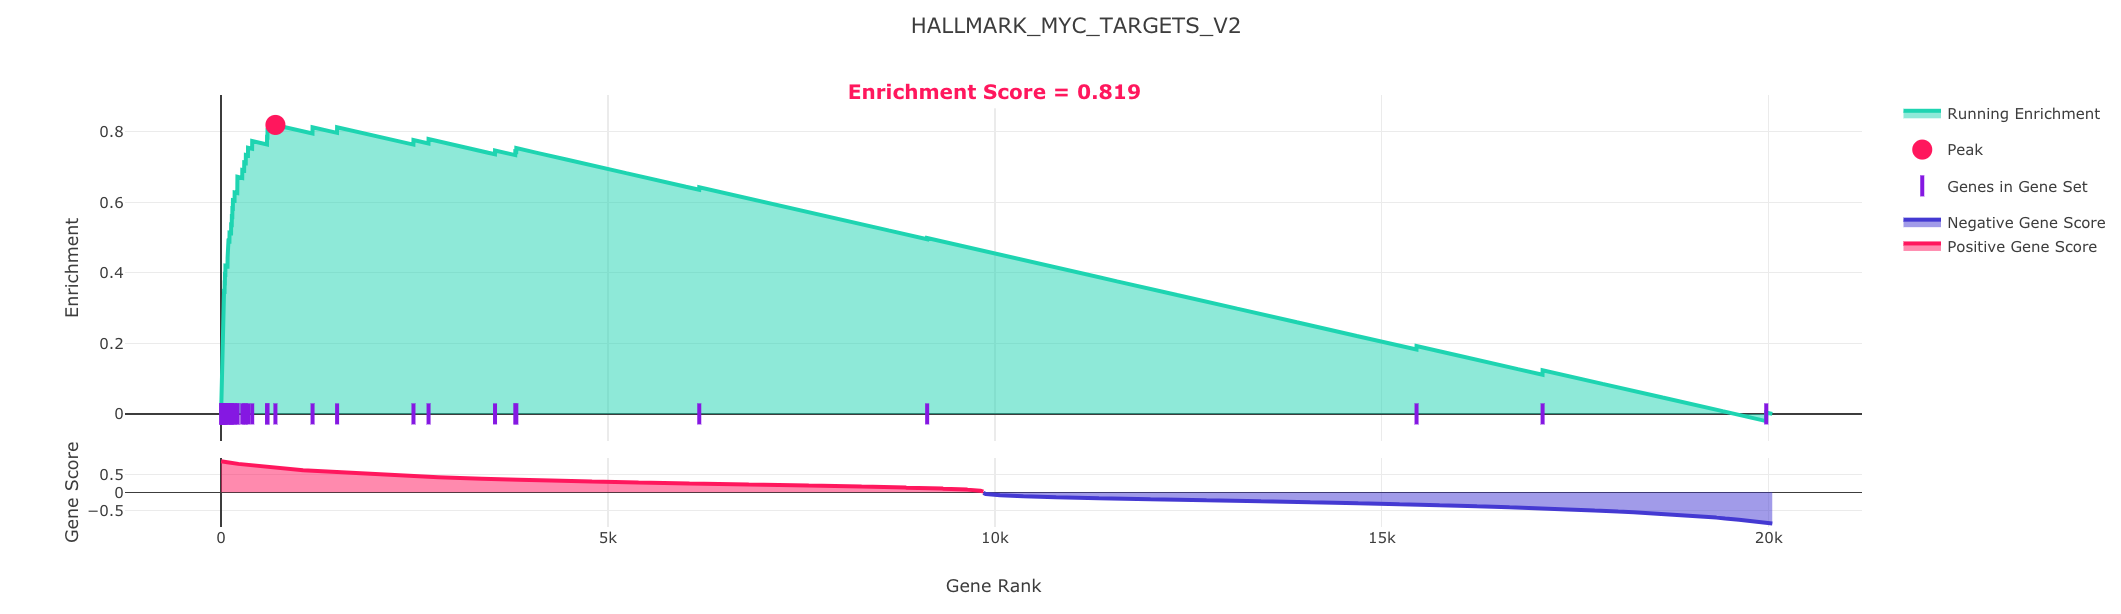 HALLMARK_MYC_TARGETS_V2
Enrichment Score = 0.819
Enrichment
0.8
0.6
0.4
0.2
0
Gene Score
0.5
0
−0.5
0
5k
10k
15k
20k
Gene Rank
Running Enrichment
Peak
Genes in Gene Set
Negative Gene Score
Positive Gene Score